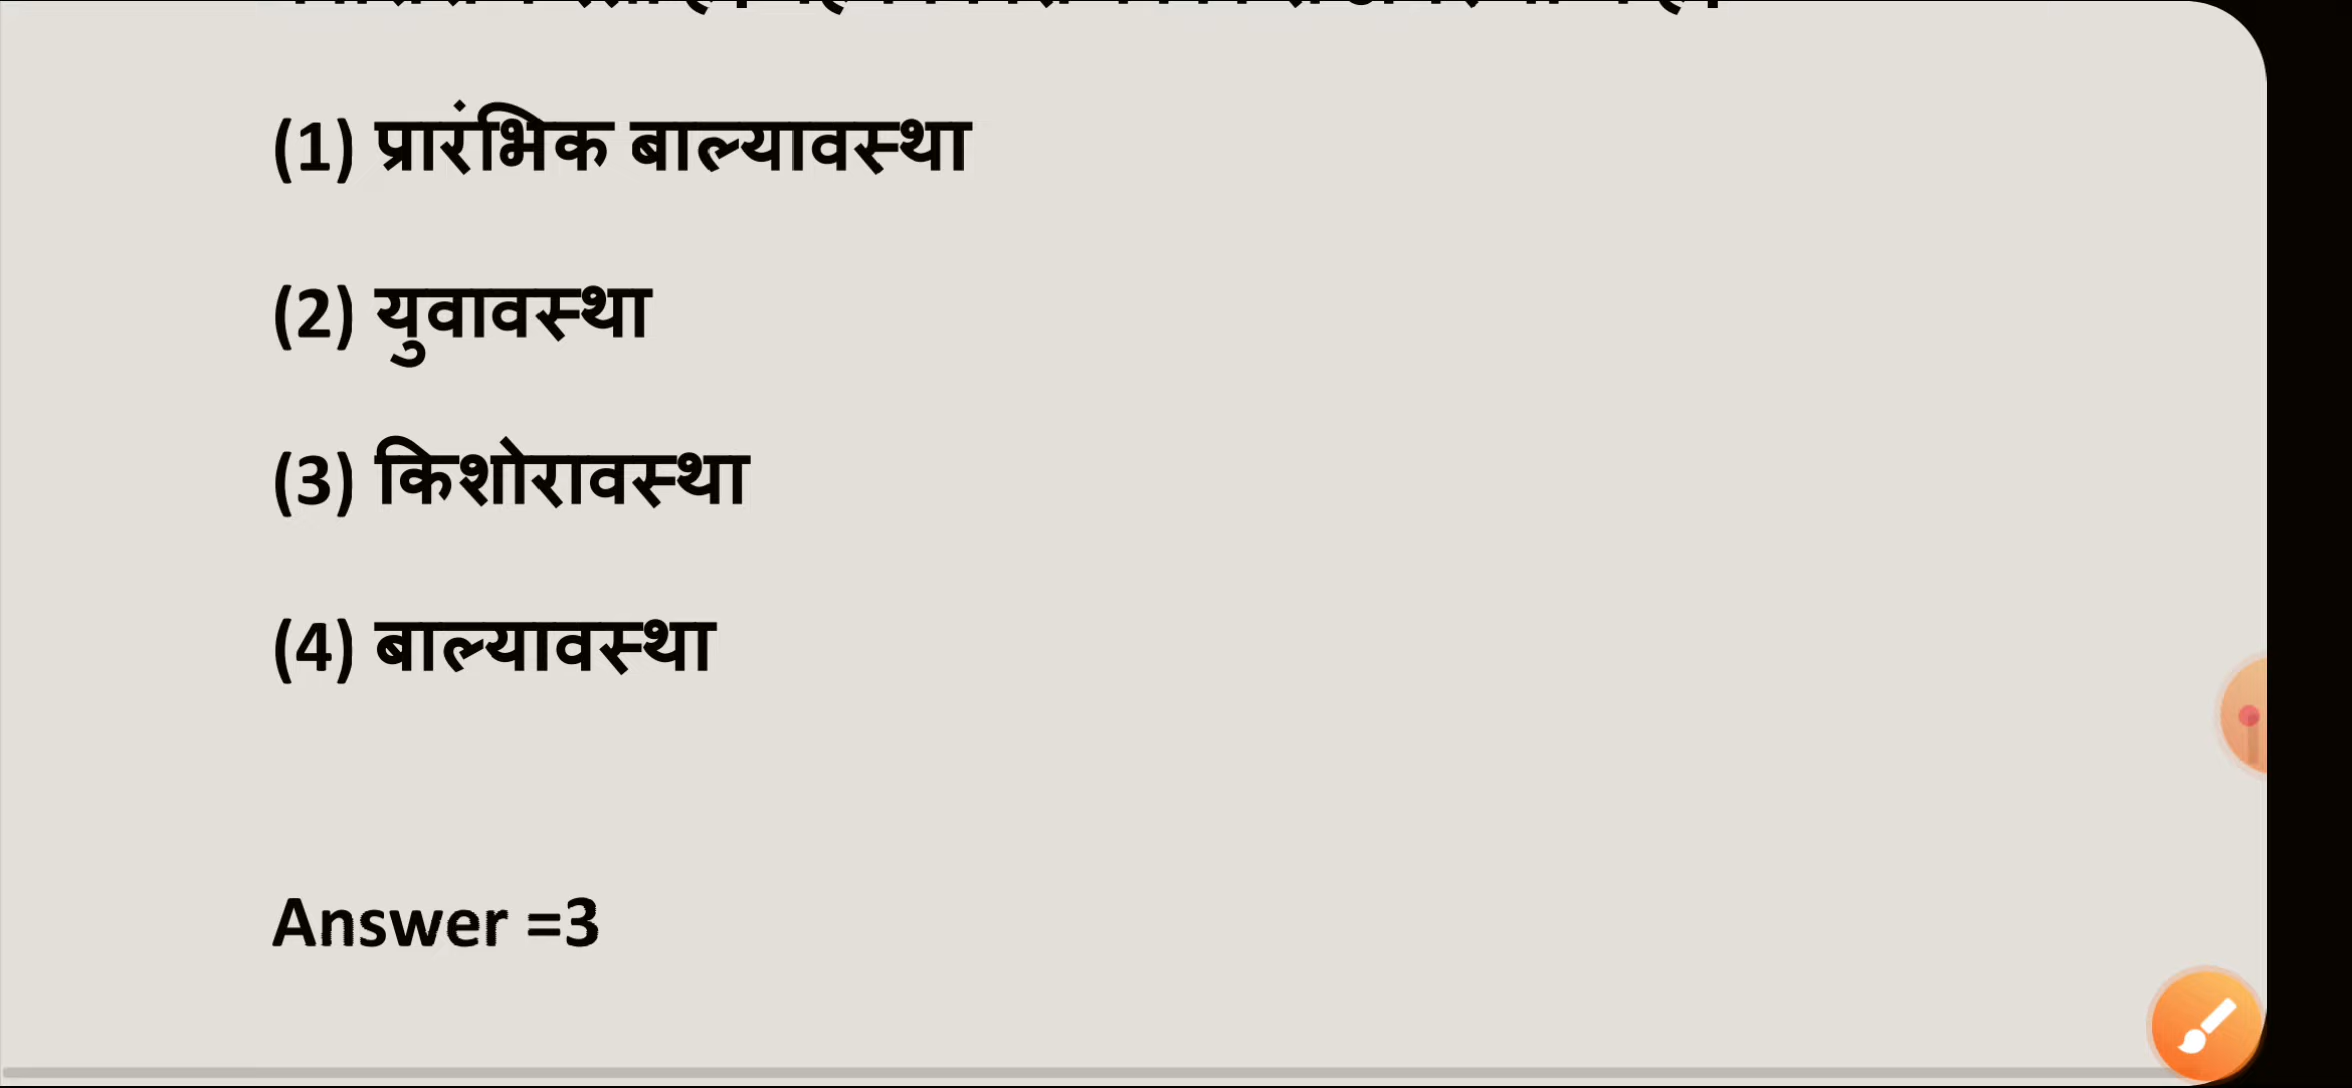 (1) प्रारंभिक बाल्यावस्था
(2) युवावस्था
(3) किशोरावस्था
(4) बाल्यावस्था
Answer =3